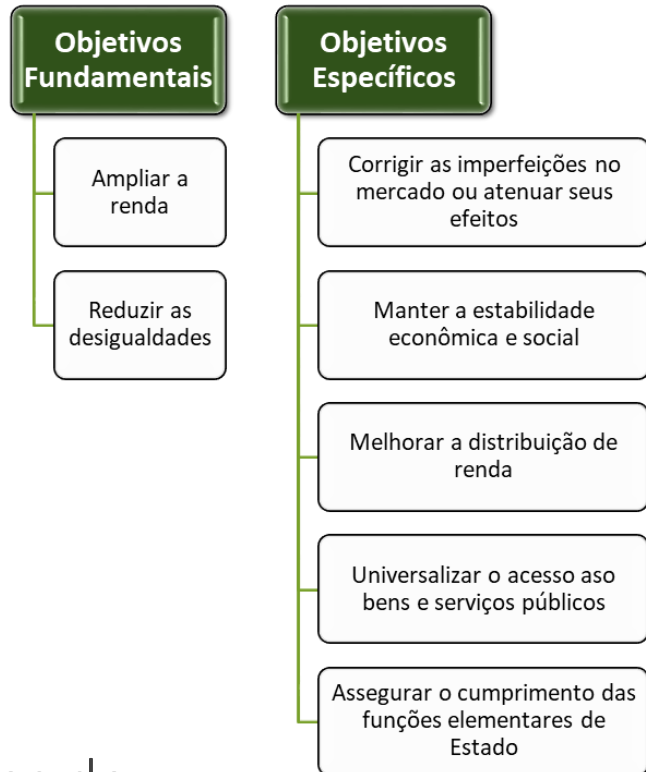 Objetivos
Fundamentais
Ampliar a
renda
Reduzir as
desigualdades
Objetivos
Específicos
Corrigir as imperfeições no
mercado ou atenuar seus
efeitos
Manter a estabilidade
econômica e social
Melhorar a distribuição de
renda
Universalizar o acesso aso
bens e serviços públicos
Assegurar o cumprimento das
funções elementares de
Estado